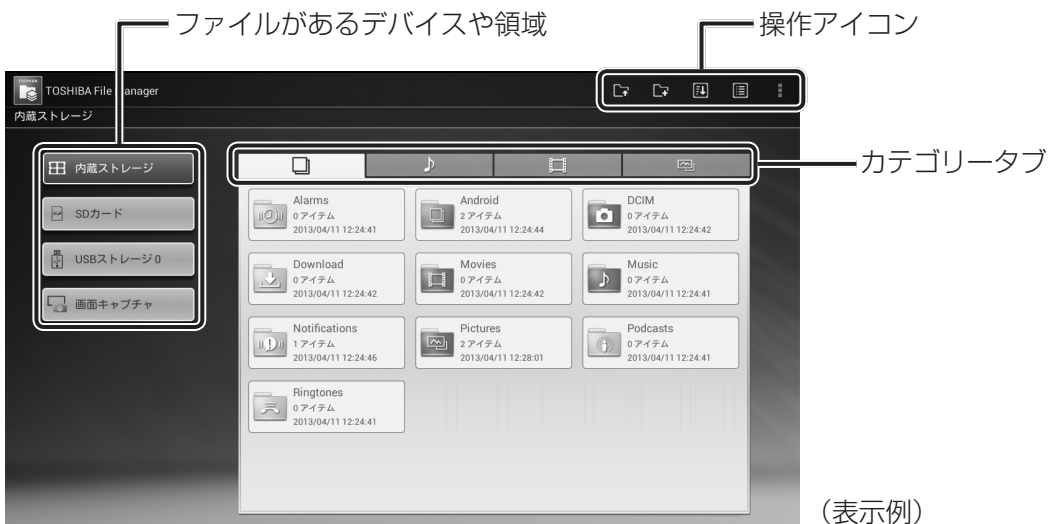 ファイルがあるデバイスや領域
操作アイコン
TOSHIBA
TOSHIBA File Manager
内蔵ストレージ
内蔵ストレージ
SDカード
USBストレージ 0
画面キャプチャ
カテゴリータブ
Alarms
0 アイテム
2013/04/11 12:24:41
Android
2 アイテム
2013/04/11 12:24:44
DCIM
0 アイテム
2013/04/11 12:24:42
Download
0 アイテム
2013/04/11 12:24:42
Movies
0 アイテム
2013/04/11 12:24:42
Music
0 アイテム
2013/04/11 12:24:41
Notifications
1 アイテム
2013/04/11 12:24:46
Pictures
2 アイテム
2013/04/11 12:28:01
Podcasts
0 アイテム
2013/04/11 12:24:41
Ringtones
0 アイテム
2013/04/11 12:24:41
（表示例）